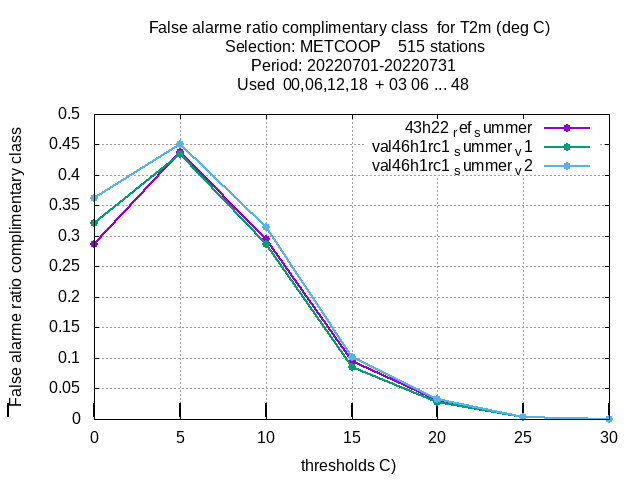 False alarme ratio complimentary class  for T2m (deg C)
Selection: METCOOP    515 stations
Period: 20220701-20220731
Used  00,06,12,18  + 03 06 ... 48
False alarme ratio complimentary class
43h22 ref summer
val46h1rc1 summer v1
val46h1rc1 summer v2
0.5
0.45
0.4
0.35
0.3
0.25
0.2
0.15
0.1
0.05
0
0 5 10 15 20 25 30
thresholds C)